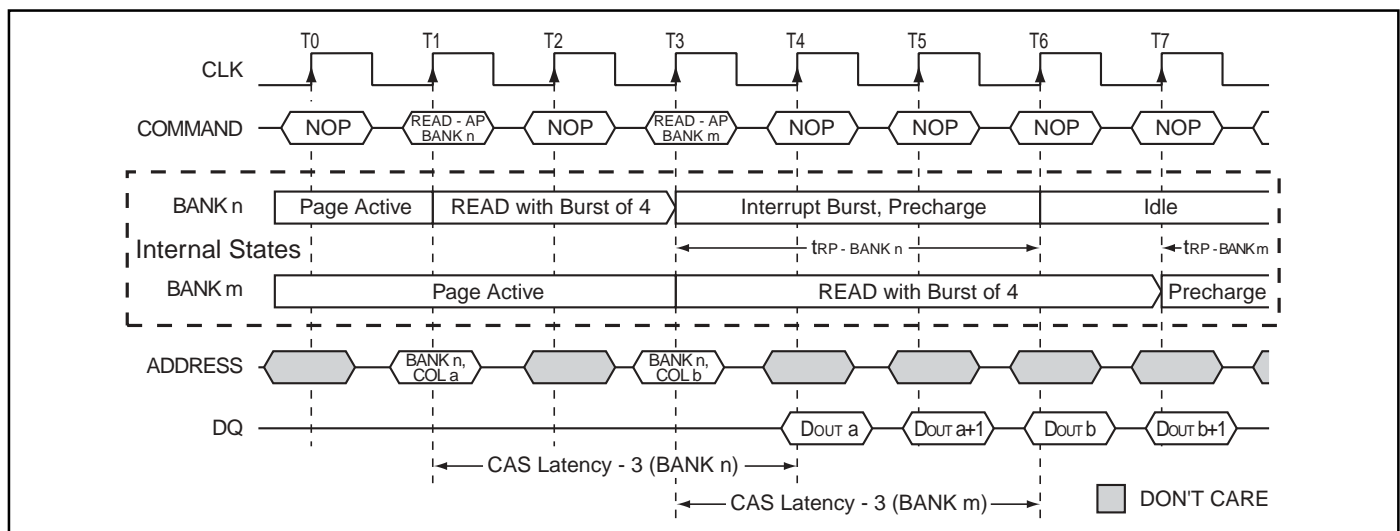 T0 T1 T2 T3 T4 T5 T6 T7
CLK
COMMAND NOP READ - AP BANK n NOP READ - AP BANK m NOP NOP NOP NOP
BANK n Page Active READ with Burst of 4 Interrupt Burst, Precharge Idle
Internal States tRP - BANK n tRP - BANK m
BANK m Page Active READ with Burst of 4 Precharge
ADDRESS BANK n, COL a BANK n, COL b
DQ DOUT a DOUT a+1 DOUT b DOUT b+1
CAS Latency - 3 (BANK n)
CAS Latency - 3 (BANK m) DON'T CARE